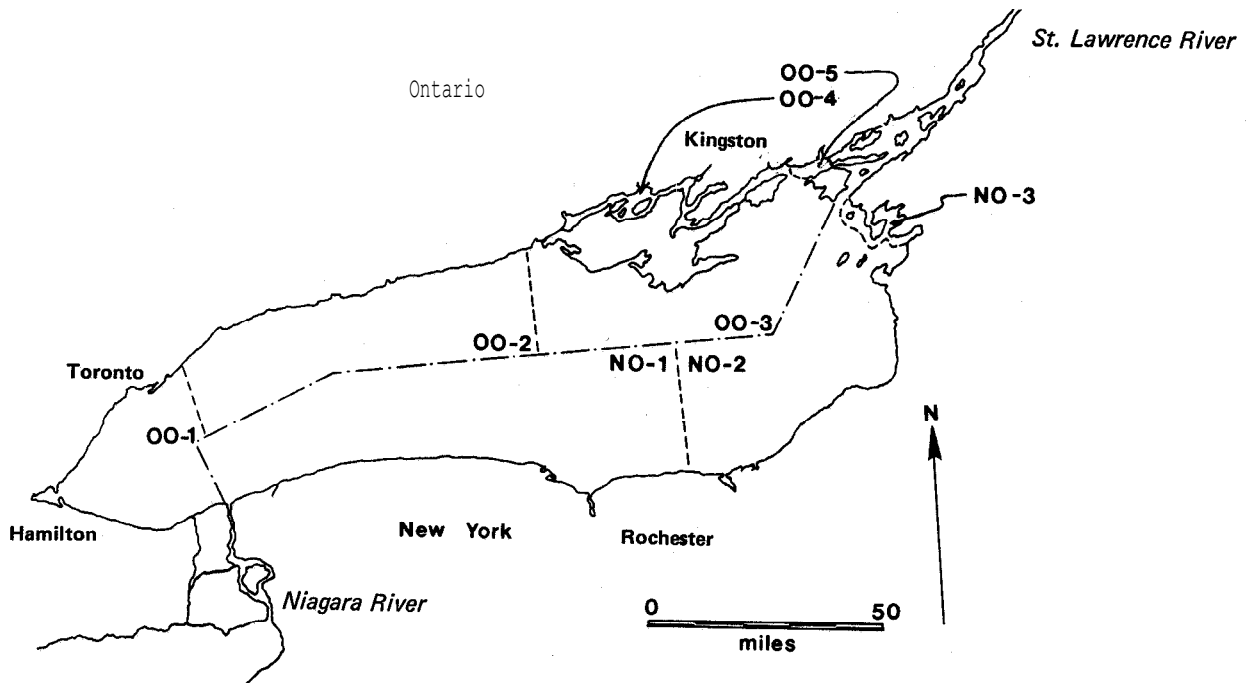 St. Lawrence River
OO-5
Ontario
OO-4
Kingston
NO-3
OO-3
OO-2
NO-1
NO-2
Toronto
OO-1
N
Hamilton
New York
Rochester
Niagara River
0 50
miles